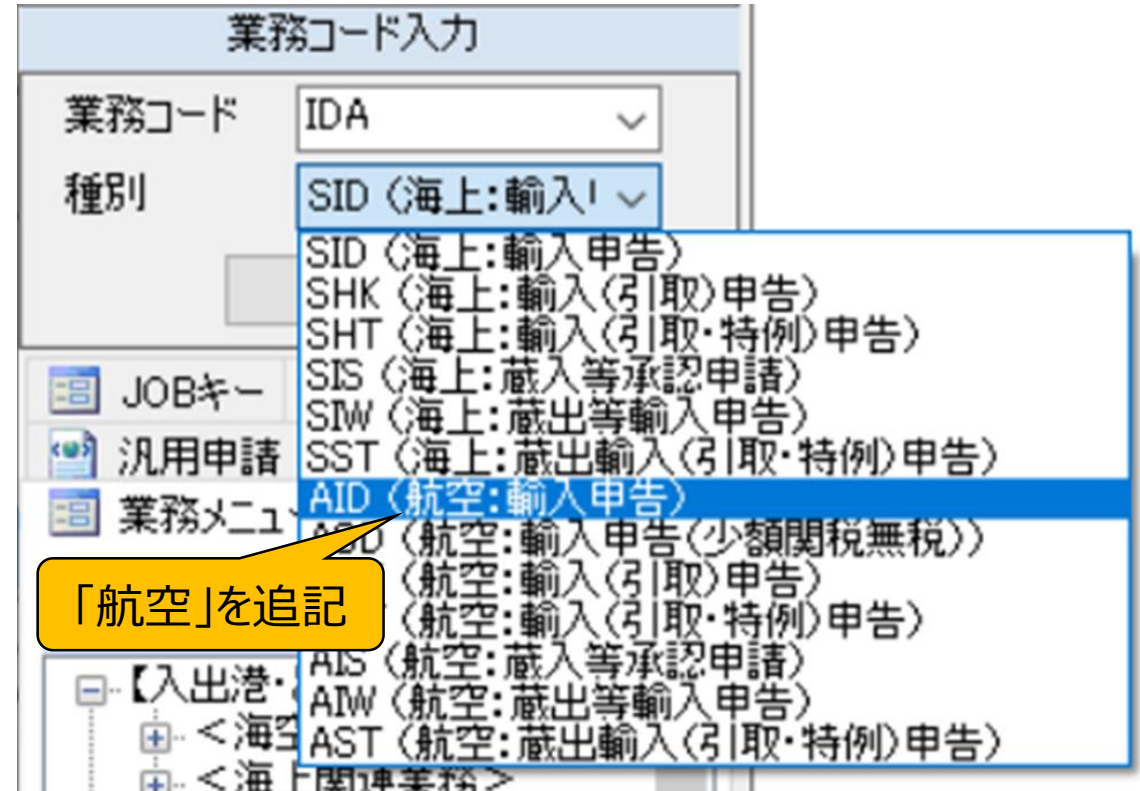 業務コード入力
業務コード IDA
種別 SID (海上:輸入
SID (海上:輸入申告)
SHK (海上:輸入(引取)申告)
SHT (海上:輸入(引取・特例)申告)
SIS (海上:蔵入等承認申請)
SIW (海上:蔵出等輸入申告)
SST (海上:蔵出輸入(引取・特例)申告)
AID (航空:輸入申告)
(航空:輸入申告(少額関税無税))
(航空:輸入(引取)申告)
(航空:輸入(引取・特例)申告)
AIS (航空:蔵入等承認申請)
AIW (航空:蔵出等輸入申告)
AST (航空:蔵出輸入(引取・特例)申告)
JOBキー
汎用申請
業務メニュー
「航空」を追記
【入出港・
<海空
<海上関連業務>